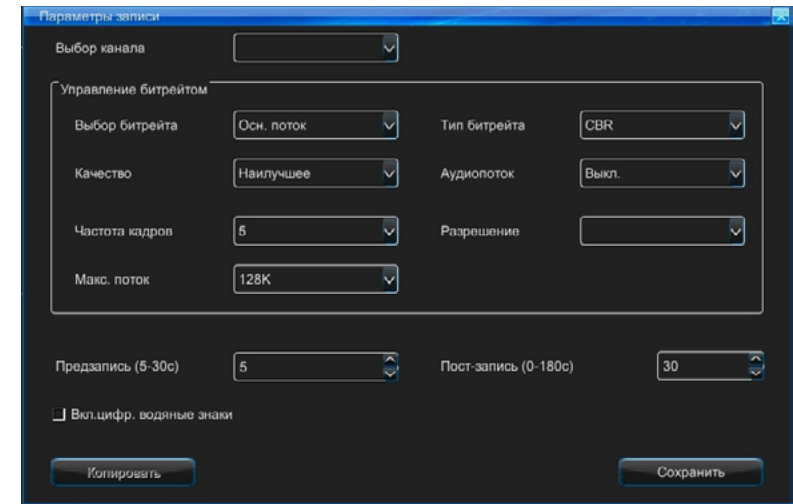 Параметры записи
Выбор канала
Управление битрейтом
Выбор битрейта Осн. поток Тип битрейта CBR
Качество Наилучшее Аудиопоток Выкл.
Частота кадров 5 Разрешение
Макс. поток 128K
Предзапись (5-30с) 5 Пост-запись (0-180с) 30
Вкл.цифр. водяные знаки
Копировать Сохранить